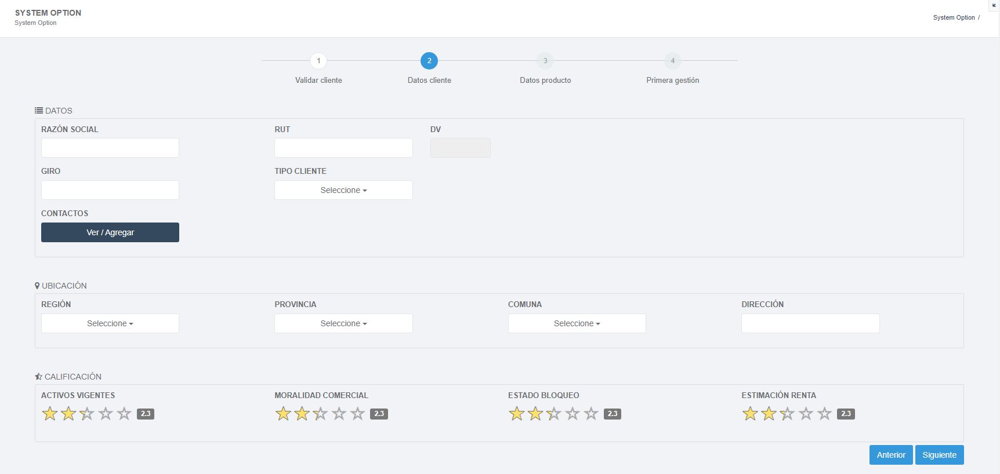 SYSTEM OPTION
System Option
System Option /
1 2 3 4
Validar cliente Datos cliente Datos producto Primera gestión
DATOS
RAZÓN SOCIAL RUT DV
GIRO TIPO CLIENTE
Seleccione
CONTACTOS
Ver / Agregar
UBICACIÓN
REGIÓN PROVINCIA COMUNA DIRECCIÓN
Seleccione Seleccione Seleccione
CALIFICACIÓN
ACTIVOS VIGENTES MORALIDAD COMERCIAL ESTADO BLOQUEO ESTIMACIÓN RENTA
2.3 2.3 2.3 2.3
Anterior Siguiente